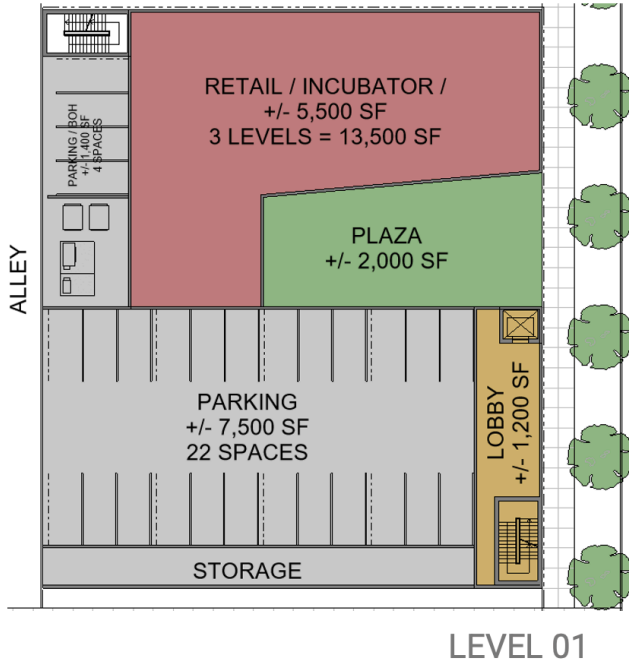 RETAIL / INCUBATOR /
+/- 5,500 SF
3 LEVELS = 13,500 SF
PARKING / BOH
+/- 1,400 SF
4 SPACES
PLAZA
+/- 2,000 SF
ALLEY
PARKING
+/- 7,500 SF
22 SPACES
LOBBY
+/- 1,200 SF
STORAGE
LEVEL 01